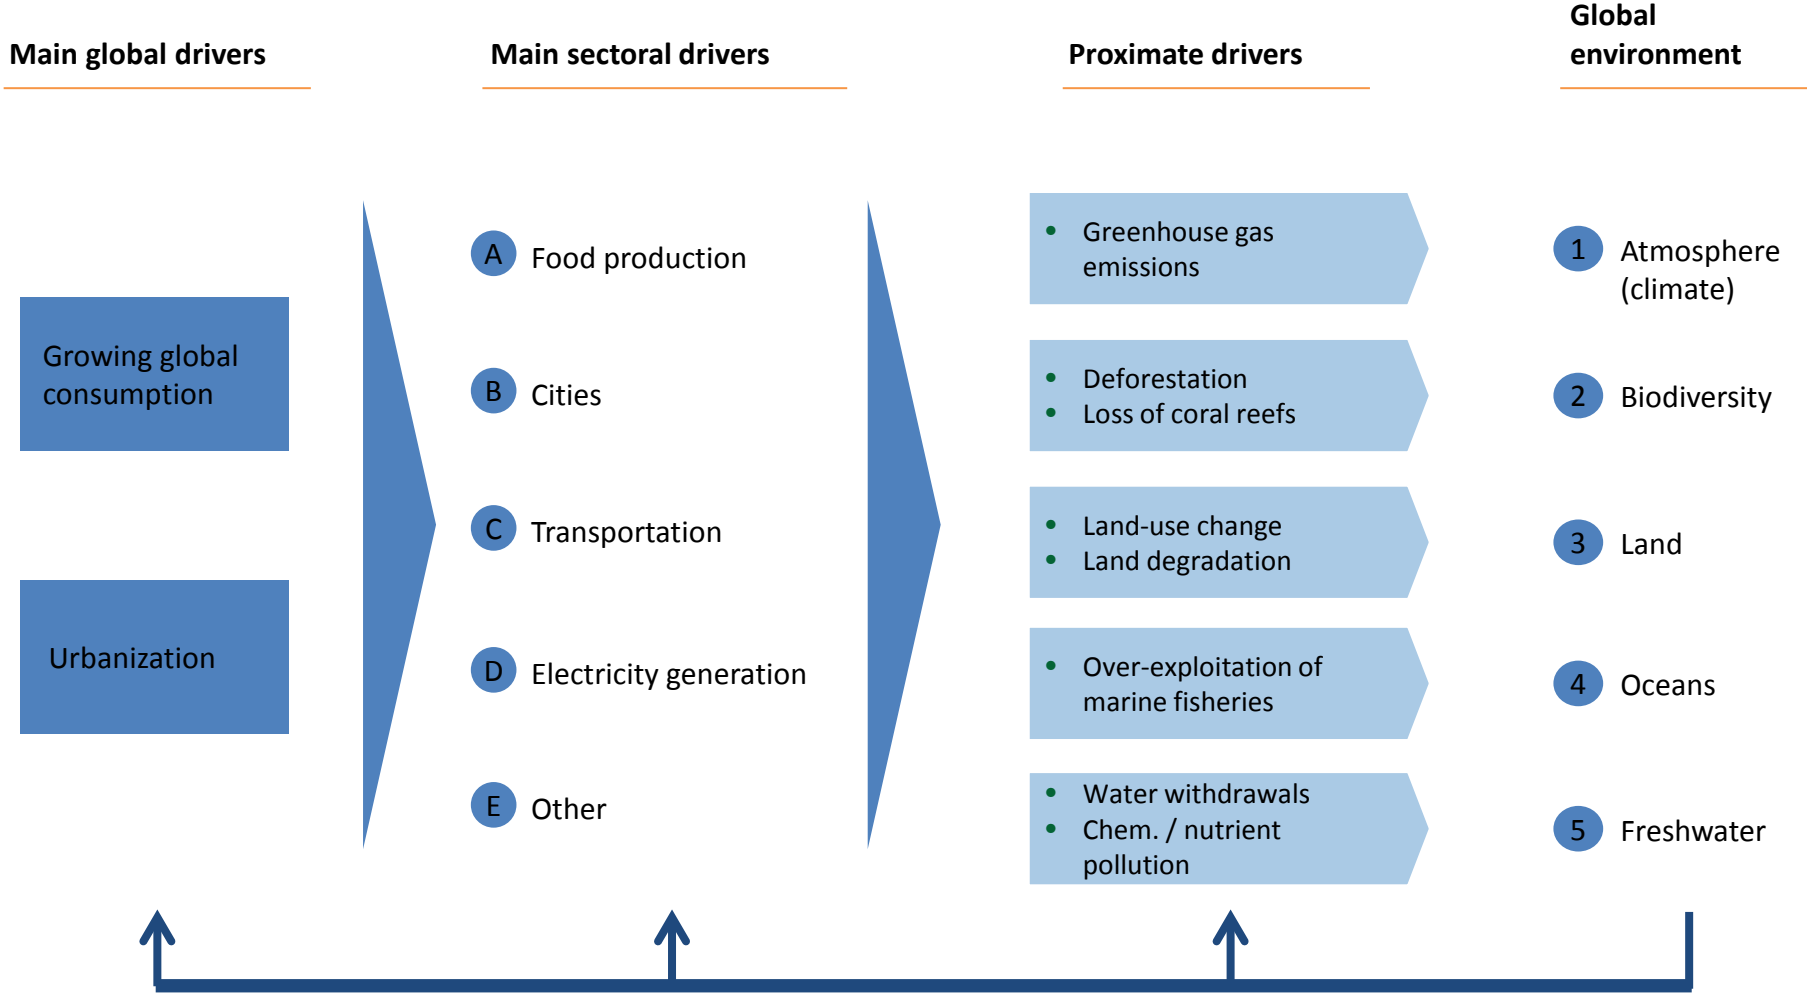 Main global drivers
Main sectoral drivers
Proximate drivers
Global
environment
Growing global
consumption
Urbanization
A
Food production
B
Cities
C
Transportation
D
Electricity generation
E
Other
• Greenhouse gas
emissions
• Deforestation
• Loss of coral reefs
• Land-use change
• Land degradation
• Over-exploitation of
marine fisheries
• Water withdrawals
• Chem. / nutrient
pollution
1
Atmosphere
(climate)
2
Biodiversity
3
Land
4
Oceans
5
Freshwater